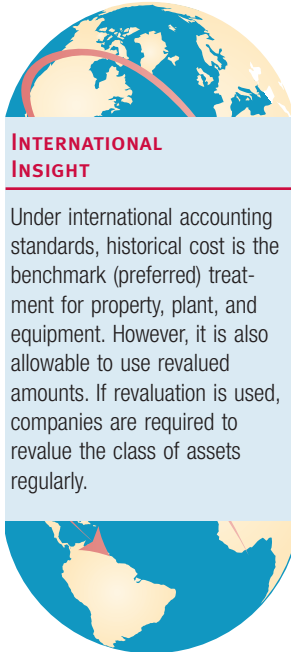 INTERNATIONAL
INSIGHT
Under international accounting
standards, historical cost is the
benchmark (preferred) treat-
ment for property, plant, and
equipment. However, it is also
allowable to use revalued
amounts. If revaluation is used,
companies are required to
revalue the class of assets
regularly.